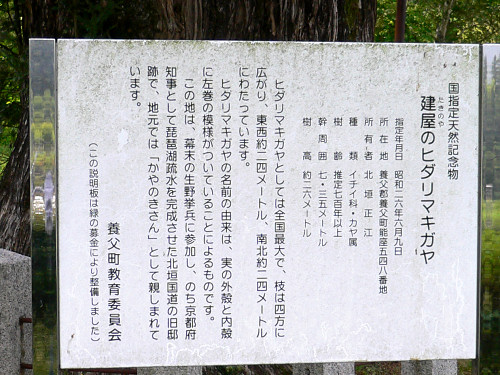 国指定天然記念物
たきのや
建屋のヒダリマキガヤ
指定年月日 昭和二六年六月九日
所在地 養父郡養父町能座五四八番地
所有者 北垣正江
種類 イチイ科・カヤ属
樹齢 推定七百年以上
幹周囲 七・三五メートル
樹高 約二六メートル
ヒダリマキガヤとしては全国最大で、枝は四方に
広がり、東西約二四メートル、南北約二四メートル
にわたっています。
ヒダリマキガヤの名前の由来は、実の外殻と内殻
に左巻の模様がついていることによるものです。
この地は、幕末の生野挙兵に参加し、のち京都府
知事として琵琶湖疏水を完成させた北垣国道の旧邸
跡で、地元では「かやのきさん」として親しまれて
います。
養父町教育委員会
(この説明板は緑の募金により整備しました)